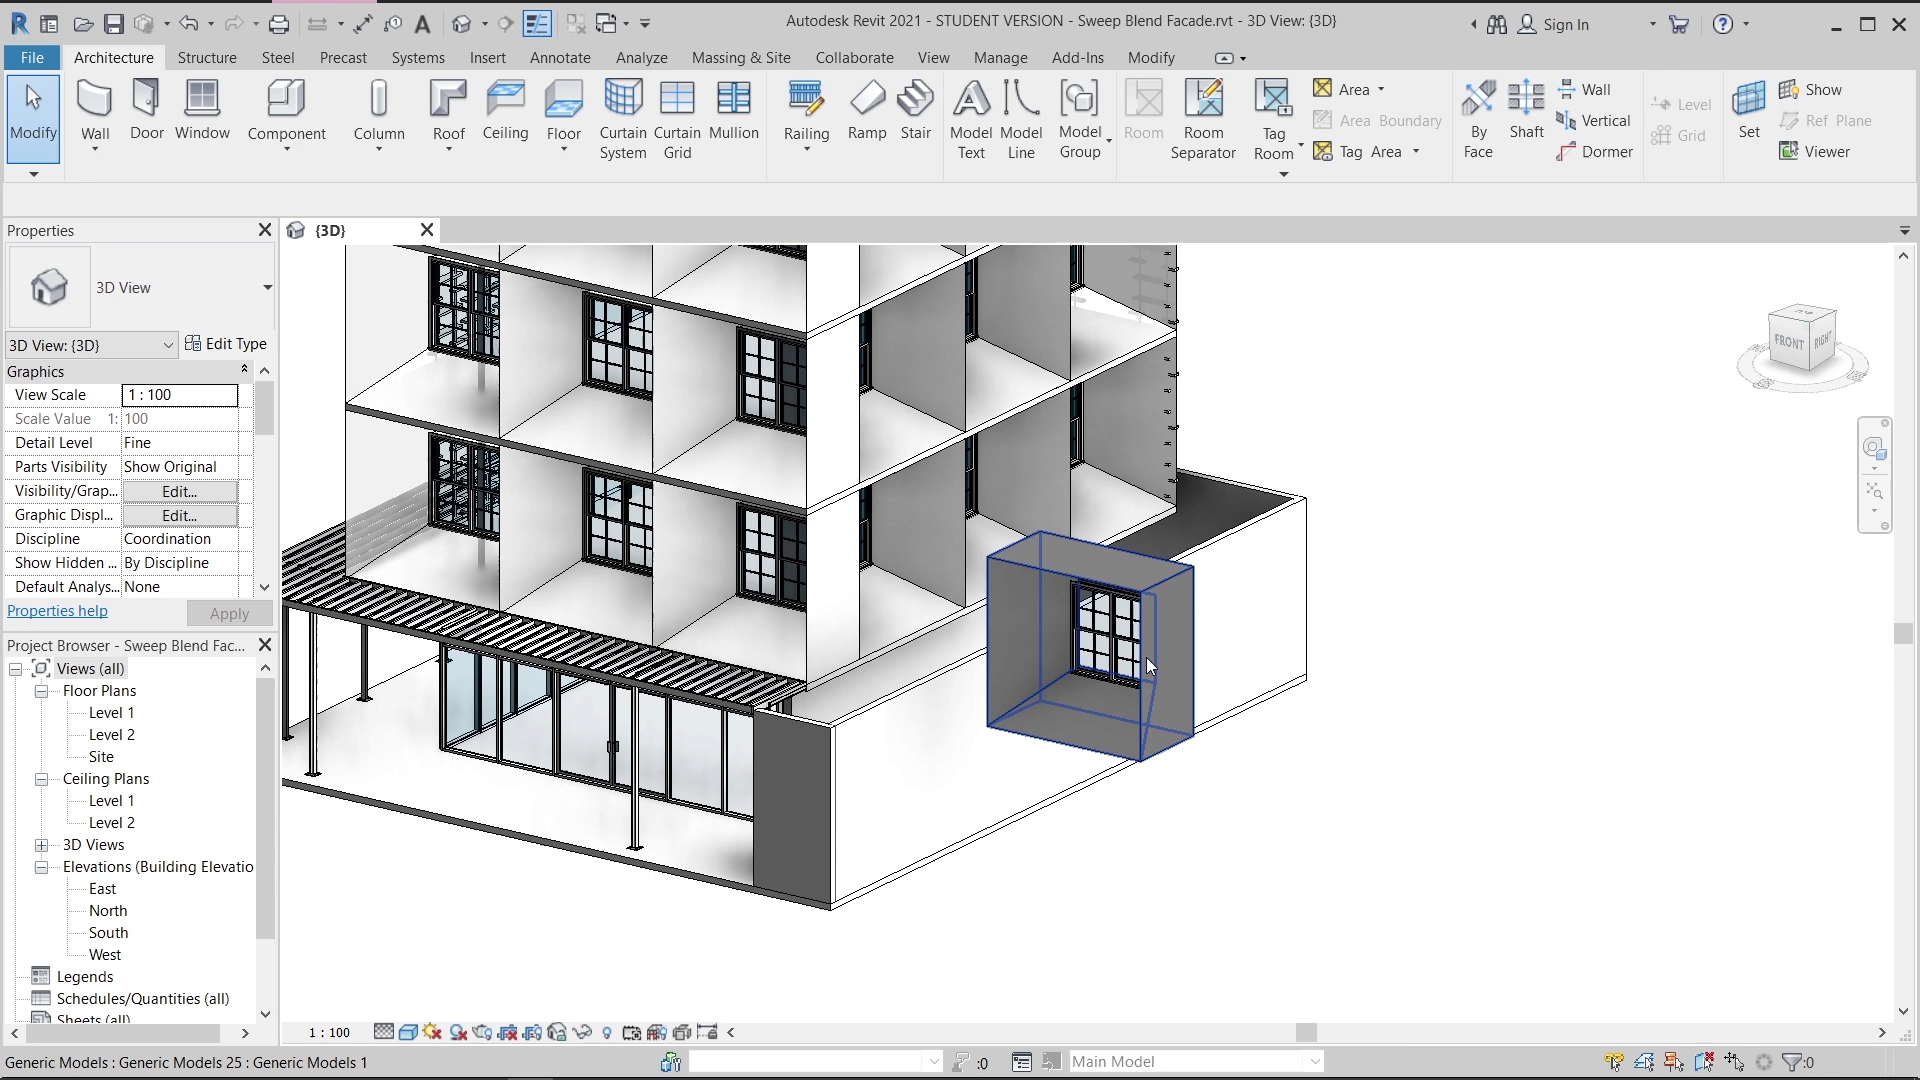 Autodesk Revit 2021 - STUDENT VERSION - Sweep Blend Facade.rvt - 3D View: {3D}
Sign In
File
Architecture
Structure
Steel
Precast
Systems
Insert
Annotate
Analyze
Massing & Site
Collaborate
View
Manage
Add-Ins
Modify
Modify
Wall
Door
Window
Component
Column
Roof
Ceiling
Floor
Curtain System
Curtain Grid
Mullion
Railing
Ramp
Stair
Model Text
Model Line
Model Group
Room
Room Separator
Tag Room
Area
Area Boundary
Tag Area
By Face
Shaft
Wall
Vertical
Dormer
Level
Grid
Set
Show
Ref Plane
Viewer
Properties
{3D}
3D View
3D View: {3D}
Edit Type
Graphics
View Scale 1 : 100
Scale Value 1: 100
Detail Level Fine
Parts Visibility Show Original
Visibility/Grap... Edit...
Graphic Displ... Edit...
Discipline Coordination
Show Hidden ... By Discipline
Default Analys... None
Properties help
Apply
Project Browser - Sweep Blend Fac...
Views (all)
Floor Plans
Level 1
Level 2
Site
Ceiling Plans
Level 1
Level 2
3D Views
Elevations (Building Elevatio
East
North
South
West
Legends
Schedules/Quantities (all)
Sheets (all)
FRONT
RIGHT
1 : 100
Generic Models : Generic Models 25 : Generic Models 1
:0
Main Model
:0